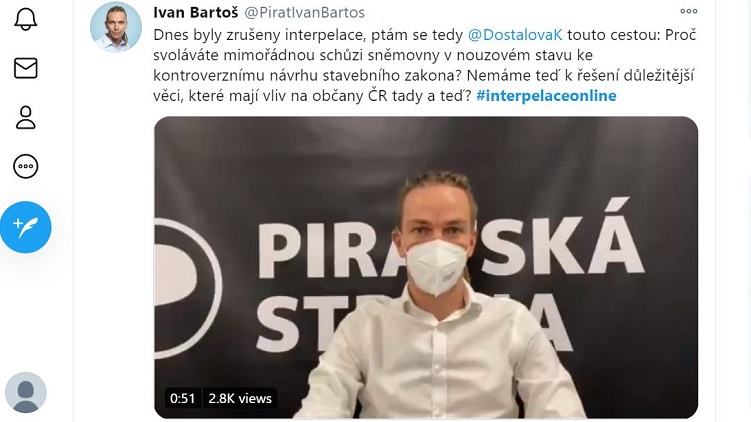 Ivan Bartoš @PiratIvanBartos
Dnes byly zrušeny interpelace, ptám se tedy @DostalovaK touto cestou: Proč
svoláváte mimořádnou schůzi sněmovny v nouzovém stavu ke
kontroverznímu návrhu stavebního zakona? Nemáme teď k řešení důležitější
věci, které mají vliv na občany ČR tady a teď? #interpelaceonline
PIRATSKÁ
STRANA
0:51 2.8K views